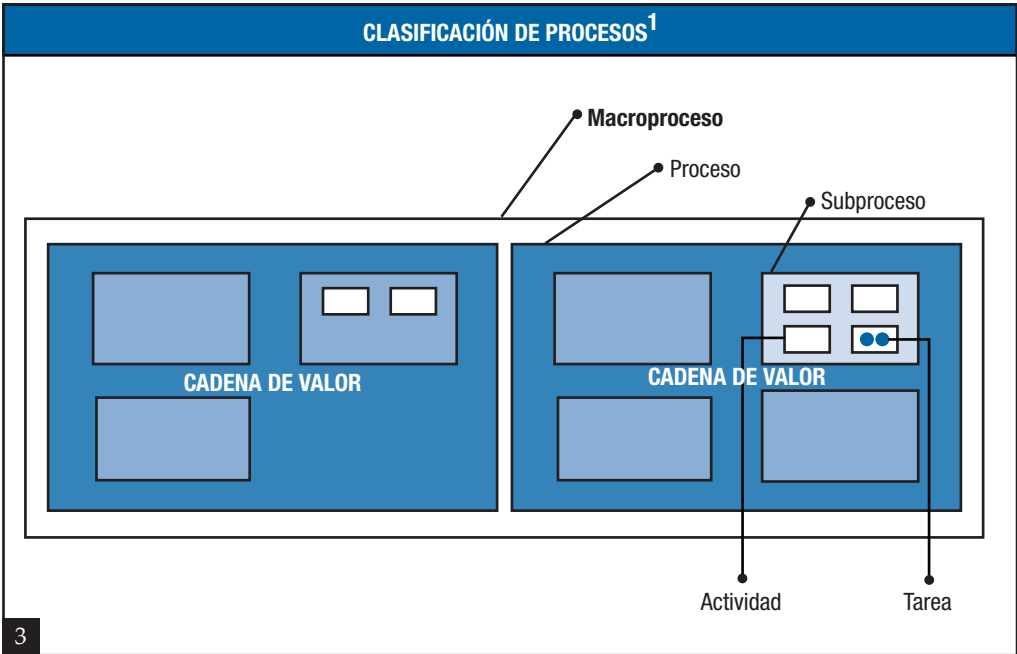 CLASIFICACIÓN DE PROCESOS1
Macroproceso
Proceso
Subproceso
CADENA DE VALOR
CADENA DE VALOR
Actividad
Tarea
3